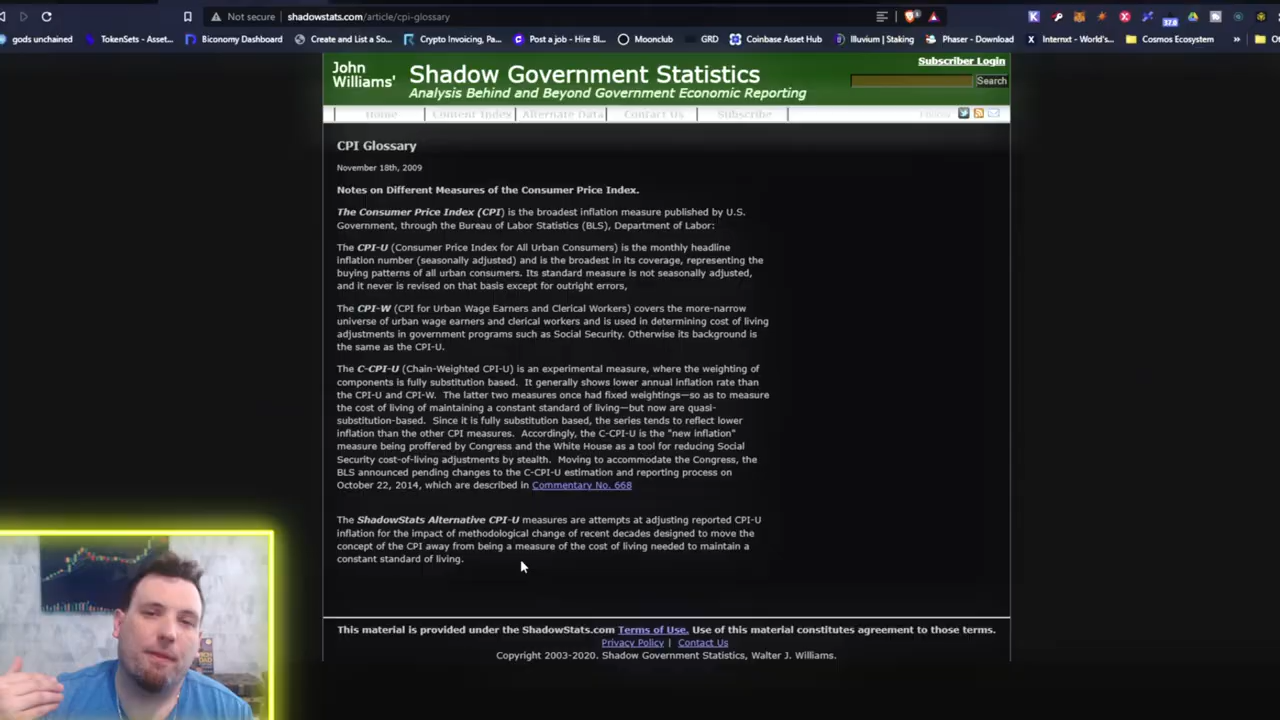 Not secure
shadowstats.com/article/cpi-glossary
37.0
gods unchained
TokenSets - Asset...
Biconomy Dashboard
Create and List a So...
Crypto Invoicing, Pa...
Post a job - Hire Bl...
Moonclub
GRD
Coinbase Asset Hub
Illuvium | Staking
Phaser - Download
Internxt - World's...
Cosmos Ecosystem
»
Subscriber Login
John
Williams'
Shadow Government Statistics
Analysis Behind and Beyond Government Economic Reporting
Search
Home
Content Index
Alternate Data
Contact Us
Subscribe
CPI Glossary
November 18th, 2009
Notes on Different Measures of the Consumer Price Index.
The Consumer Price Index (CPI) is the broadest inflation measure published by U.S.
Government, through the Bureau of Labor Statistics (BLS), Department of Labor:
The CPI-U (Consumer Price Index for All Urban Consumers) is the monthly headline
inflation number (seasonally adjusted) and is the broadest in its coverage, representing the
buying patterns of all urban consumers. Its standard measure is not seasonally adjusted,
and it never is revised on that basis except for outright errors,
The CPI-W (CPI for Urban Wage Earners and Clerical Workers) covers the more-narrow
universe of urban wage earners and clerical workers and is used in determining cost of living
adjustments in government programs such as Social Security. Otherwise its background is
the same as the CPI-U.
The C-CPI-U (Chain-Weighted CPI-U) is an experimental measure, where the weighting of
components is fully substitution based. It generally shows lower annual inflation rate than
the CPI-U and CPI-W. The latter two measures once had fixed weightings—so as to measure
the cost of living of maintaining a constant standard of living—but now are quasi-
substitution-based. Since it is fully substitution based, the series tends to reflect lower
inflation than the other CPI measures. Accordingly, the C-CPI-U is the "new inflation"
measure being proffered by Congress and the White House as a tool for reducing Social
Security cost-of-living adjustments by stealth. Moving to accommodate the Congress, the
BLS announced pending changes to the C-CPI-U estimation and reporting process on
October 22, 2014, which are described in Commentary No. 668
The ShadowStats Alternative CPI-U measures are attempts at adjusting reported CPI-U
inflation for the impact of methodological change of recent decades designed to move the
concept of the CPI away from being a measure of the cost of living needed to maintain a
constant standard of living.
This material is provided under the ShadowStats.com Terms of Use. Use of this material constitutes agreement to those terms.
Privacy Policy | Contact Us
Copyright 2003-2020. Shadow Government Statistics, Walter J. Williams.